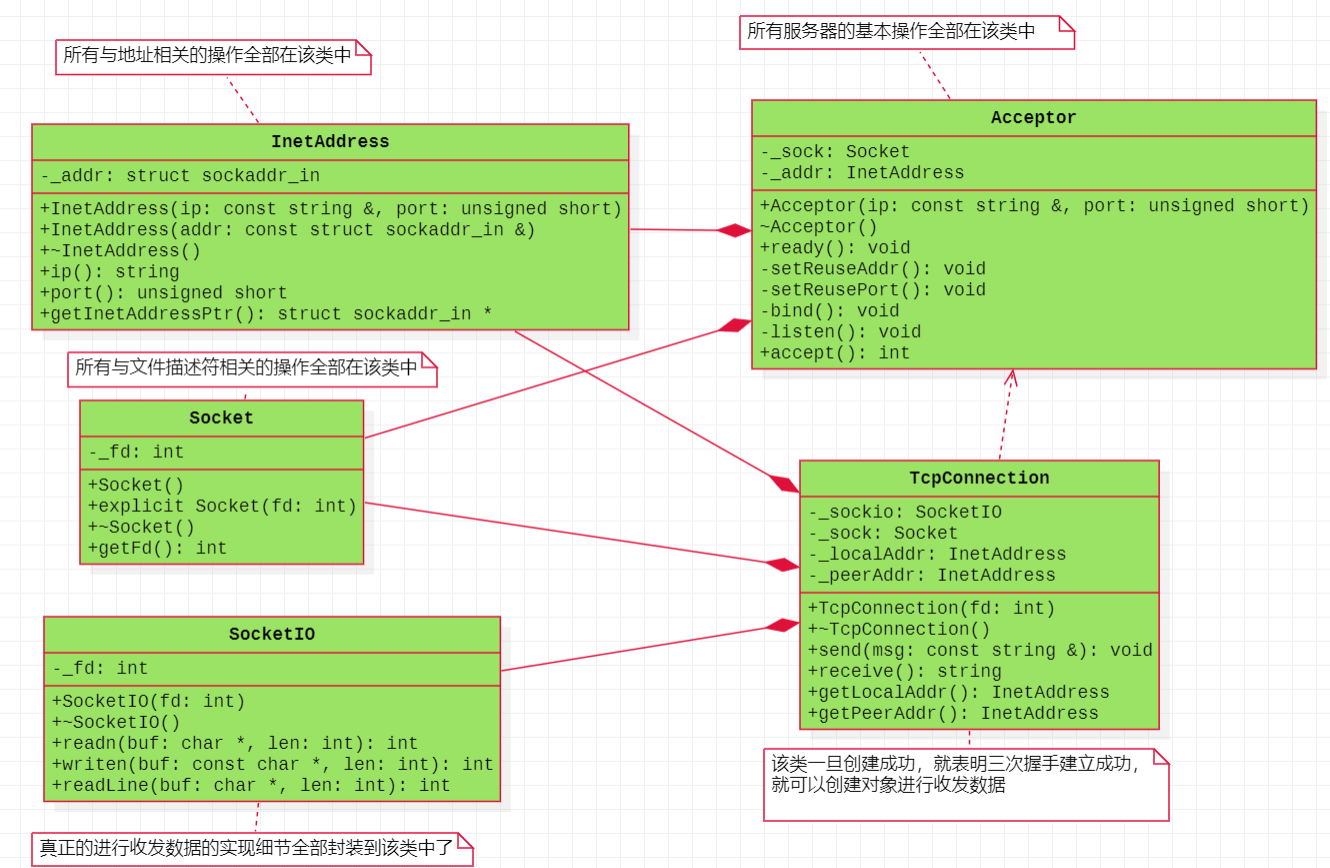 所有与地址相关的操作全部在该类中
InetAddress
-_addr: struct sockaddr_in
+InetAddress(ip: const string &, port: unsigned short)
+InetAddress(addr: const struct sockaddr_in &)
+~InetAddress()
+ip(): string
+port(): unsigned short
+getInetAddressPtr(): struct sockaddr_in *
所有服务器的基本操作全部在该类中
Acceptor
-_sock: Socket
-_addr: InetAddress
+Acceptor(ip: const string &, port: unsigned short)
~Acceptor()
+ready(): void
-setReuseAddr(): void
-setReusePort(): void
-bind(): void
-listen(): void
+accept(): int
所有与文件描述符相关的操作全部在该类中
Socket
-_fd: int
+Socket()
+explicit Socket(fd: int)
+~Socket()
+getFd(): int
TcpConnection
-_sockio: SocketIO
-_sock: Socket
-_localAddr: InetAddress
-_peerAddr: InetAddress
+TcpConnection(fd: int)
+~TcpConnection()
+send(msg: const string &): void
+receive(): string
+getLocalAddr(): InetAddress
+getPeerAddr(): InetAddress
SocketIO
-_fd: int
+SocketIO(fd: int)
+~SocketIO()
+readn(buf: char *, len: int): int
+writen(buf: const char *, len: int): int
+readLine(buf: char *, len: int): int
该类一旦创建成功，就表明三次握手建立成功，
就可以创建对象进行收发数据
真正的进行收发数据的实现细节全部封装到该类中了